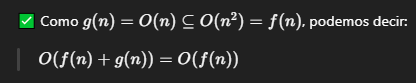 ✅ Como g(n) = O(n) ⊆ O(n²) = f(n), podemos decir:
O(f(n) + g(n)) = O(f(n))